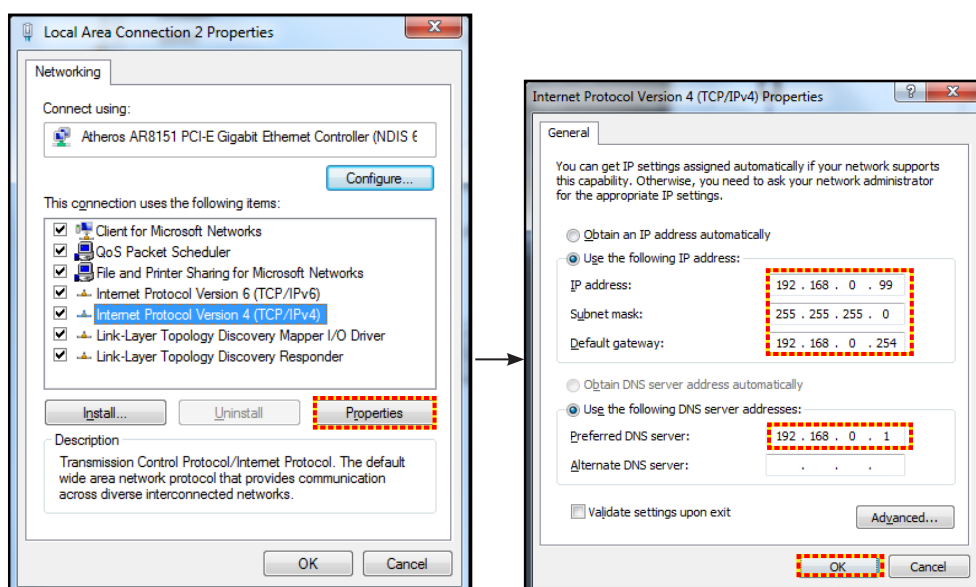 Local Area Connection 2 Properties
Networking
Connect using:
Atheros AR8151 PCI-E Gigabit Ethernet Controller (NDIS 6
Configure...
This connection uses the following items:
Client for Microsoft Networks
QoS Packet Scheduler
File and Printer Sharing for Microsoft Networks
Internet Protocol Version 6 (TCP/IPv6)
Internet Protocol Version 4 (TCP/IPv4)
Link-Layer Topology Discovery Mapper I/O Driver
Link-Layer Topology Discovery Responder
Install...
Uninstall
Properties
Description
Transmission Control Protocol/Internet Protocol. The default
wide area network protocol that provides communication
across diverse interconnected networks.
OK
Cancel
Internet Protocol Version 4 (TCP/IPv4) Properties
General
You can get IP settings assigned automatically if your network supports
this capability. Otherwise, you need to ask your network administrator
for the appropriate IP settings.
Obtain an IP address automatically
Use the following IP address:
IP address: 192 . 168 . 0 . 99
Subnet mask: 255 . 255 . 255 . 0
Default gateway: 192 . 168 . 0 . 254
Obtain DNS server address automatically
Use the following DNS server addresses:
Preferred DNS server: 192 . 168 . 0 . 1
Alternate DNS server: . . .
Validate settings upon exit
Advanced...
OK
Cancel